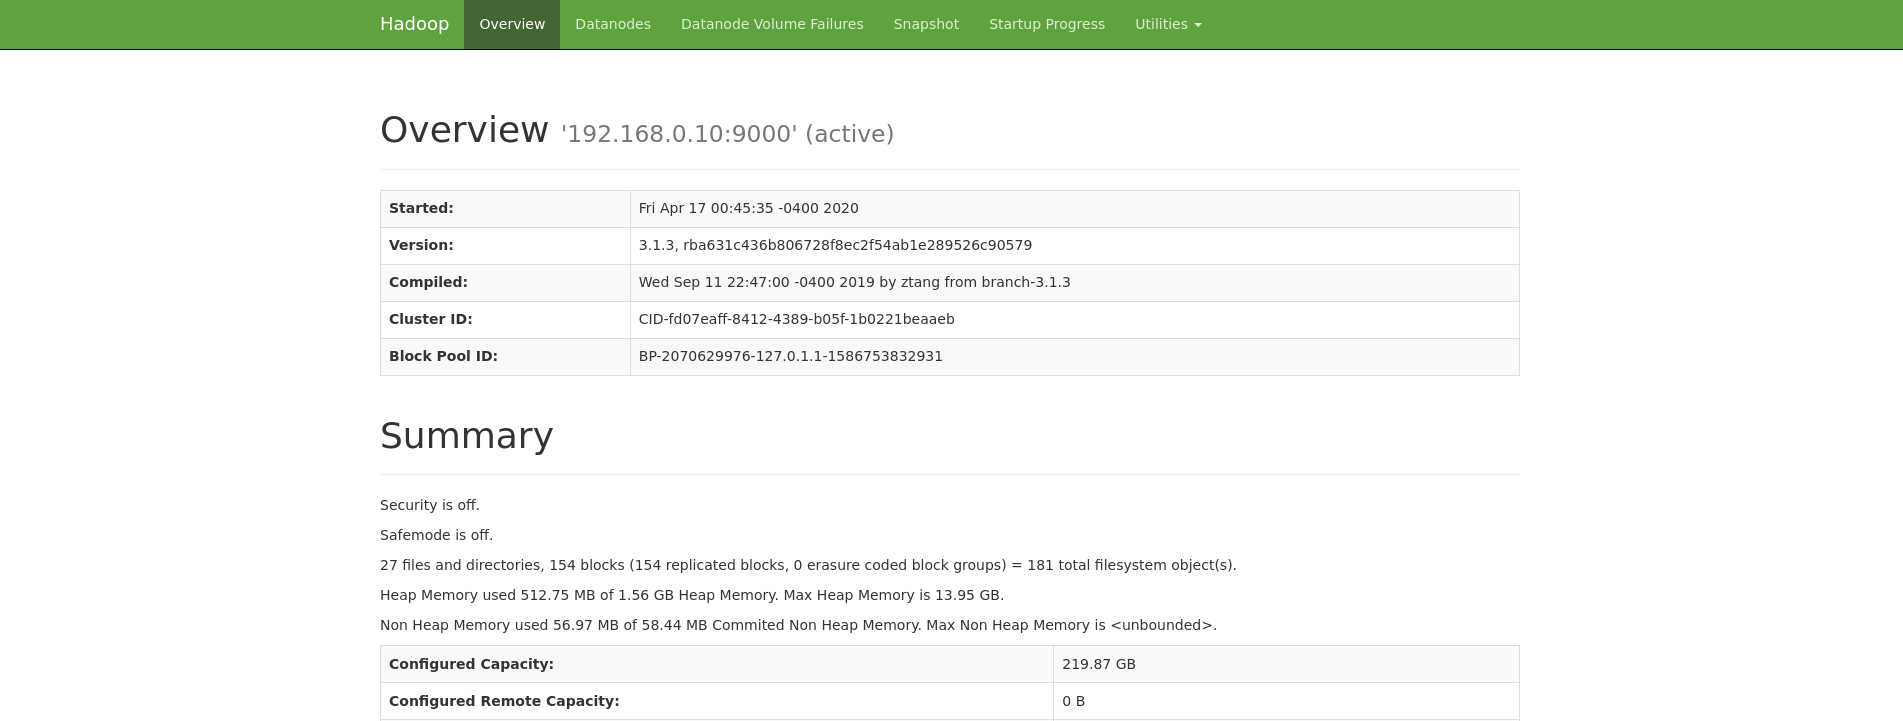 Hadoop Overview Datanodes Datanode Volume Failures Snapshot Startup Progress Utilities
Overview '192.168.0.10:9000' (active)
Started: Fri Apr 17 00:45:35 -0400 2020
Version: 3.1.3, rba631c436b806728f8ec2f54ab1e289526c90579
Compiled: Wed Sep 11 22:47:00 -0400 2019 by ztang from branch-3.1.3
Cluster ID: CID-fd07eaff-8412-4389-b05f-1b0221beaaeb
Block Pool ID: BP-2070629976-127.0.1.1-1586753832931
Summary
Security is off.
Safemode is off.
27 files and directories, 154 blocks (154 replicated blocks, 0 erasure coded block groups) = 181 total filesystem object(s).
Heap Memory used 512.75 MB of 1.56 GB Heap Memory. Max Heap Memory is 13.95 GB.
Non Heap Memory used 56.97 MB of 58.44 MB Commited Non Heap Memory. Max Non Heap Memory is <unbounded>.
Configured Capacity: 219.87 GB
Configured Remote Capacity: 0 B